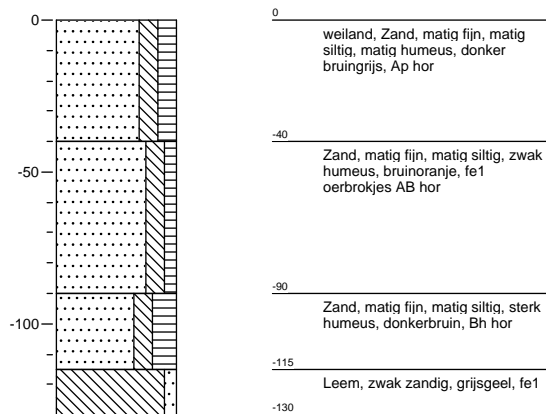 0
-50
-100
0
weiland, Zand, matig fijn, matig
siltig, matig humeus, donker
bruingrijs, Ap hor
-40
Zand, matig fijn, matig siltig, zwak
humeus, bruinoranje, fe1
oerbrokjes AB hor
-90
Zand, matig fijn, matig siltig, sterk
humeus, donkerbruin, Bh hor
-115
Leem, zwak zandig, grijsgeel, fe1
-130